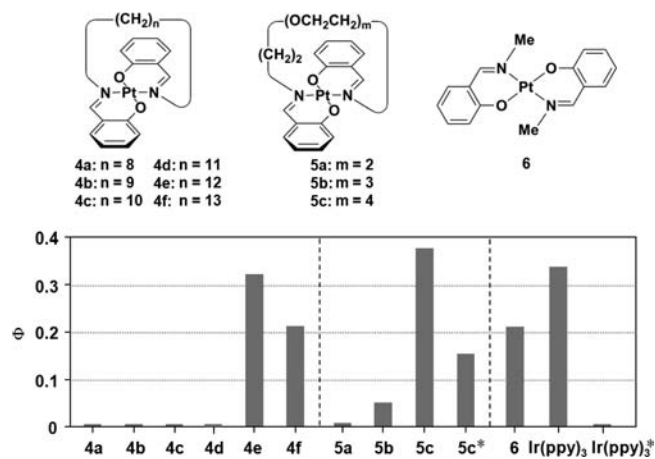 (CH2)n
(OCH2CH2)m
(CH2)2
Me
O
O
N
Pt
N
O
N
Pt
N
O
N
O
Pt
O
N
Me
4a: n = 8 4d: n = 11
4b: n = 9 4e: n = 12
4c: n = 10 4f: n = 13
5a: m = 2
5b: m = 3
5c: m = 4
6
0.4
0.3
0.2
0.1
0
Φ
4a 4b 4c 4d 4e 4f 5a 5b 5c 5c* 6 Ir(ppy)3 Ir(ppy)3*